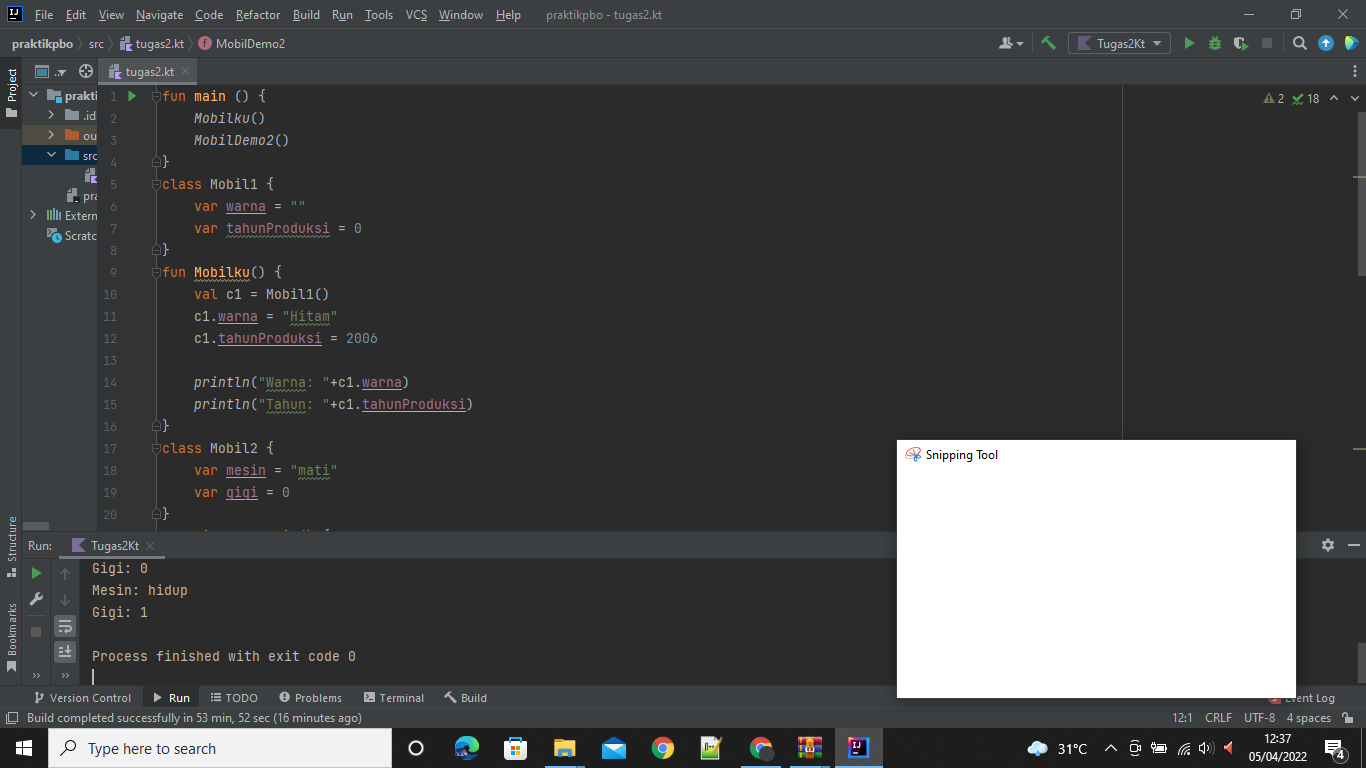 File Edit View Navigate Code Refactor Build Run Tools VCS Window Help praktikpbo - tugas2.kt
praktikpbo src tugas2.kt MobilDemo2 Tugas2Kt
Project .. tugas2.kt
prakti
.id
ou
src
pra
Extern
Scratc
2 18
1 fun main () {
2 Mobilku()
3 MobilDemo2()
4 }
5 class Mobil1 {
6 var warna = ""
7 var tahunProduksi = 0
8 }
9 fun Mobilku() {
10 val c1 = Mobil1()
11 c1.warna = "Hitam"
12 c1.tahunProduksi = 2006
13
14 println("Warna: "+c1.warna)
15 println("Tahun: "+c1.tahunProduksi)
16 }
17 class Mobil2 {
18 var mesin = "mati"
19 var gigi = 0
20 }
Snipping Tool
Structure
Bookmarks
Run: Tugas2Kt
Gigi: 0
Mesin: hidup
Gigi: 1
Process finished with exit code 0
Version Control Run TODO Problems Terminal Build Event Log
Build completed successfully in 53 min, 52 sec (16 minutes ago) 12:1 CRLF UTF-8 4 spaces
Type here to search 31°C 12:37
05/04/2022 4